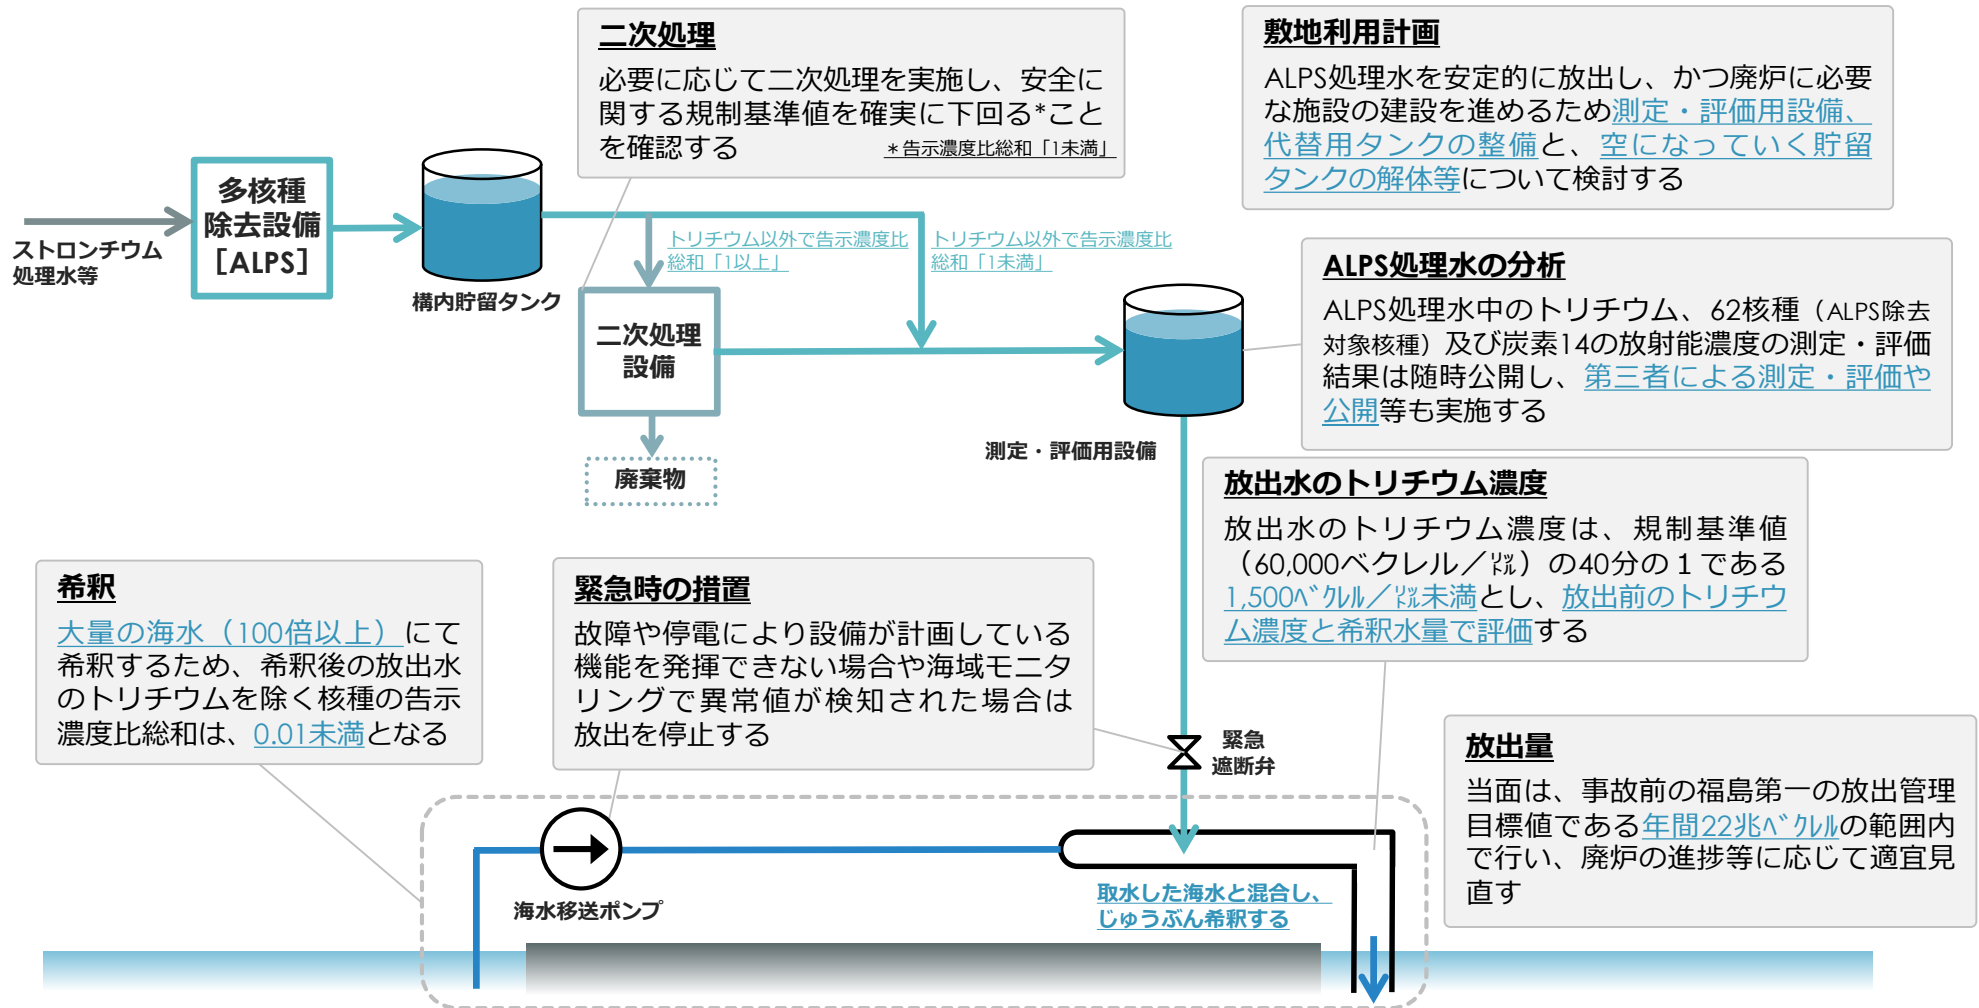 二次処理
必要に応じて二次処理を実施し、安全に
関する規制基準値を確実に下回る*こと
を確認する
＊告示濃度比総和「1未満」
敷地利用計画
ALPS処理水を安定的に放出し、かつ廃炉に必要
な施設の建設を進めるため測定・評価用設備、
代替用タンクの整備と、空になっていく貯留
タンクの解体等について検討する
ストロンチウム
処理水等
多核種
除去設備
［ALPS］
構内貯留タンク
トリチウム以外で告示濃度比
総和「1以上」
トリチウム以外で告示濃度比
総和「1未満」
二次処理
設備
廃棄物
測定・評価用設備
ALPS処理水の分析
ALPS処理水中のトリチウム、62核種（ALPS除去
対象核種）及び炭素14の放射能濃度の測定・評価
結果は随時公開し、第三者による測定・評価や
公開等も実施する
放出水のトリチウム濃度
放出水のトリチウム濃度は、規制基準値
（60,000ベクレル／㍑）の40分の１である
1,500ﾍﾞｸﾚﾙ／㍑未満とし、放出前のトリチウ
ム濃度と希釈水量で評価する
希釈
大量の海水（100倍以上）にて
希釈するため、希釈後の放出水
のトリチウムを除く核種の告示
濃度比総和は、0.01未満となる
緊急時の措置
故障や停電により設備が計画している
機能を発揮できない場合や海域モニタ
リングで異常値が検知された場合は
放出を停止する
緊急
遮断弁
放出量
当面は、事故前の福島第一の放出管理
目標値である年間22兆ﾍﾞｸﾚﾙの範囲内
で行い、廃炉の進捗等に応じて適宜見
直す
海水移送ポンプ
取水した海水と混合し、
じゅうぶん希釈する